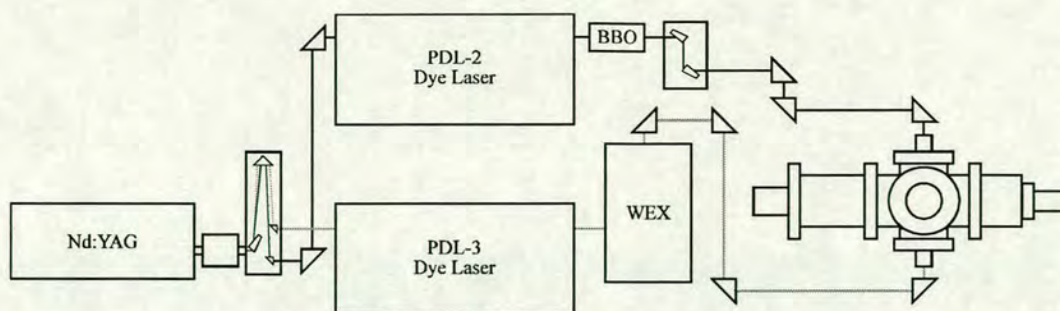 PDL-2
Dye Laser
BBO
Nd:YAG
PDL-3
Dye Laser
WEX